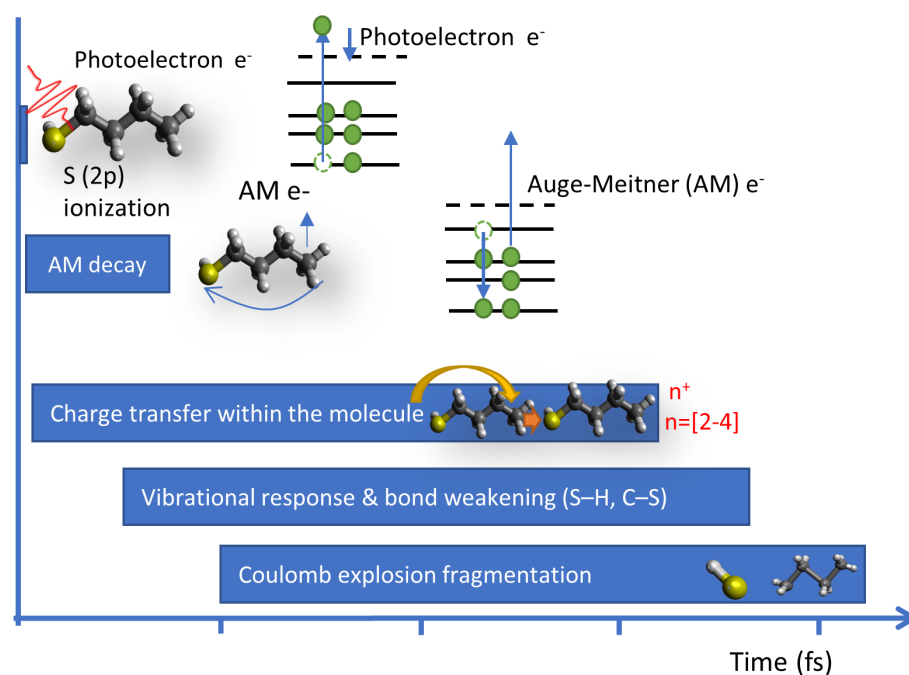 Photoelectron e-
Photoelectron e-
S (2p)
ionization
AM e-
Auge-Meitner (AM) e-
AM decay
Charge transfer within the molecule
n+
n=[2-4]
Vibrational response & bond weakening (S–H, C–S)
Coulomb explosion fragmentation
Time (fs)